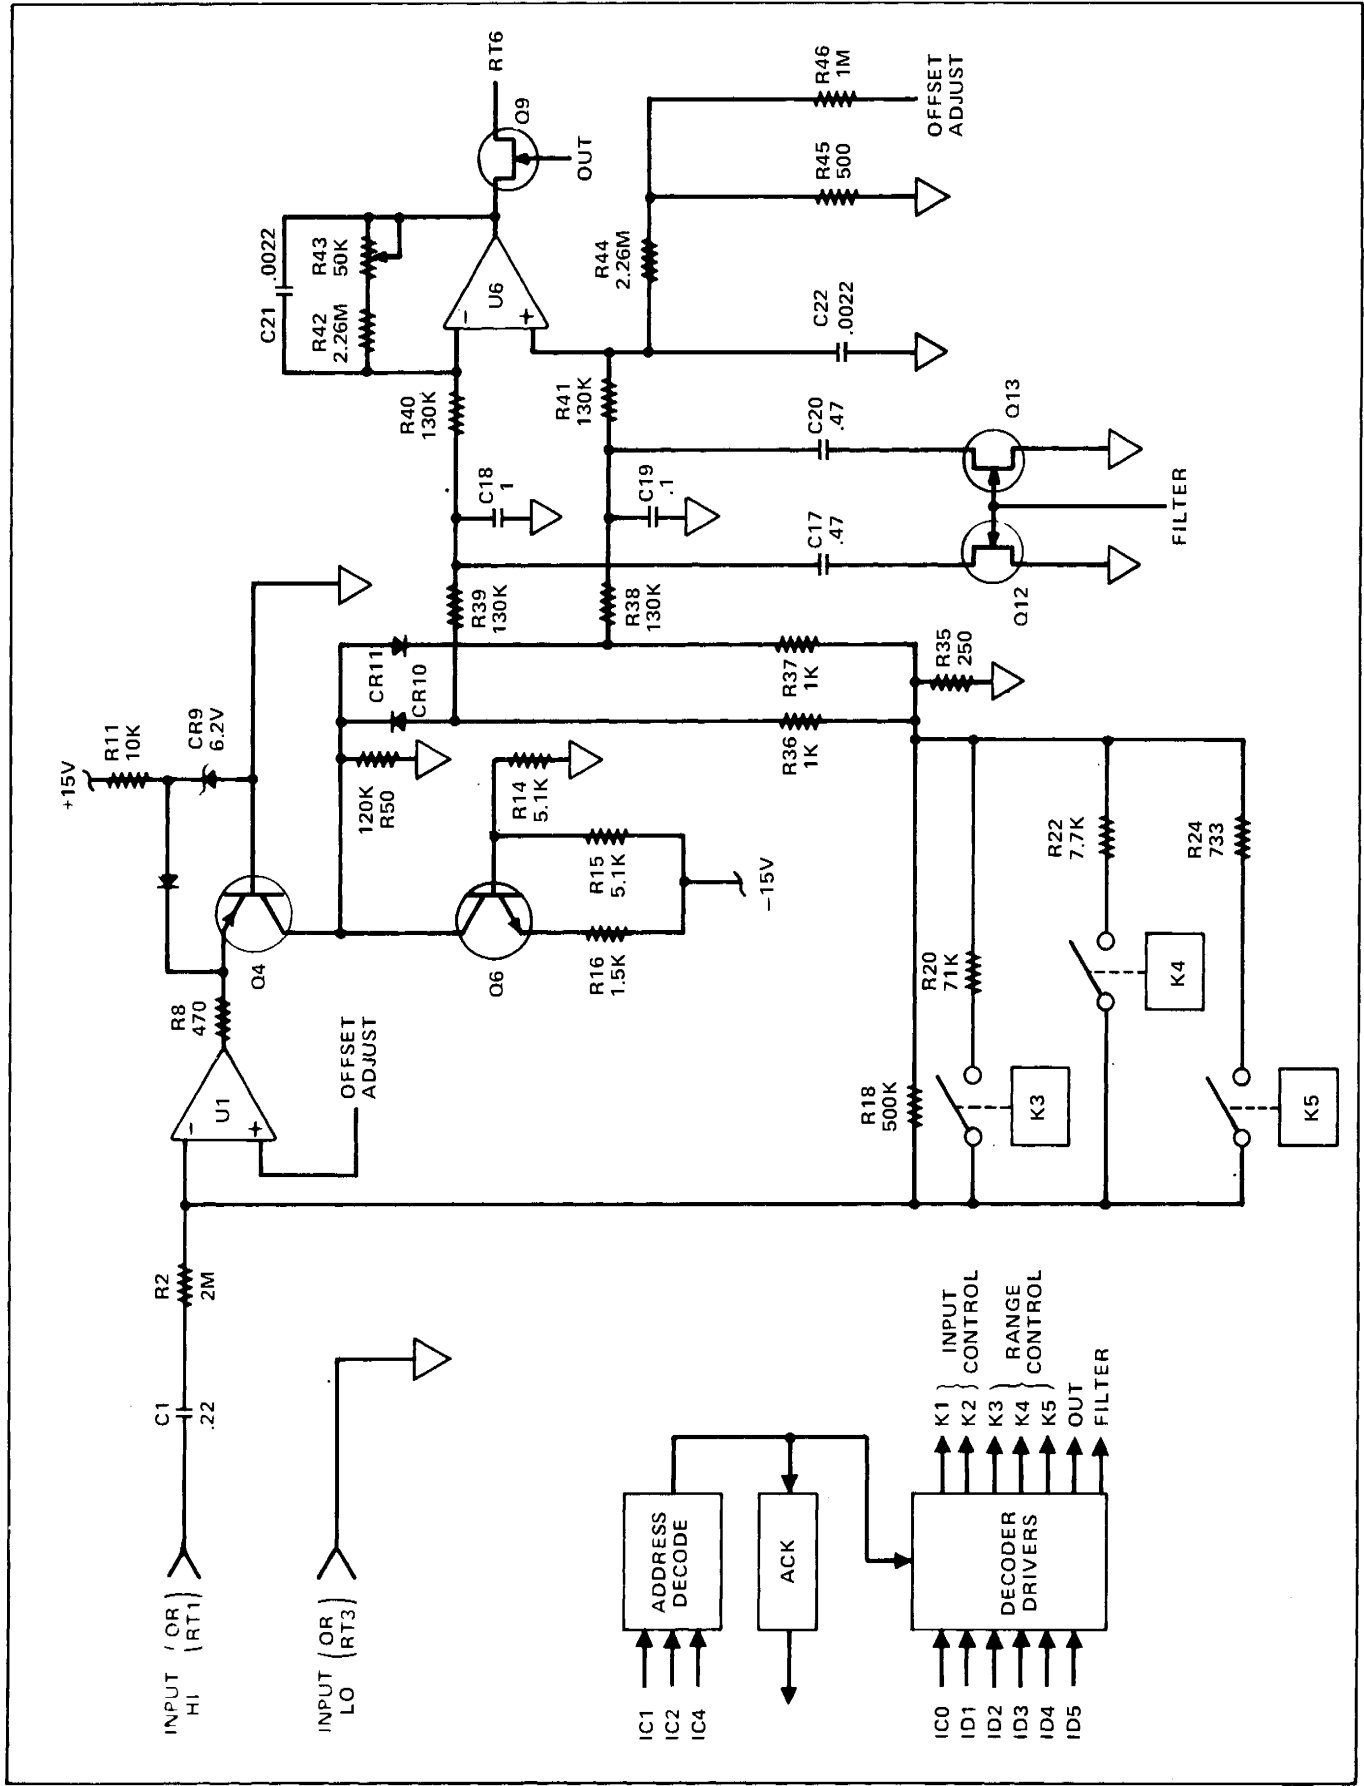 INPUT (OR)
HI (RT1)
C1
.22
R2
2M
INPUT (OR)
LO (RT3)
U1
-
+
OFFSET
ADJUST
R8
470
Q4
+15V
R11
10K
CR9
6.2V
120K
R50
Q6
R14
5.1K
R15
5.1K
R16
1.5K
-15V
CR11
CR10
R39
130K
R38
130K
R37
1K
R36
1K
R35
250
C18
1
C19
.1
R40
130K
R41
130K
C21 .0022
R42
2.26M
R43
50K
U6
-
+
Q9
RT6
OUT
R44
2.26M
R45
500
R46
1M
OFFSET
ADJUST
C22
.0022
C17
.47
C20
.47
Q12
Q13
FILTER
R18
500K
R20
71K
K3
R22
7.7K
K4
R24
733
K5
IC1
IC2
IC4
ADDRESS
DECODE
ACK
IC0
ID1
ID2
ID3
ID4
ID5
DECODER
DRIVERS
K1
K2
INPUT
CONTROL
K3
K4
K5
RANGE
CONTROL
OUT
FILTER